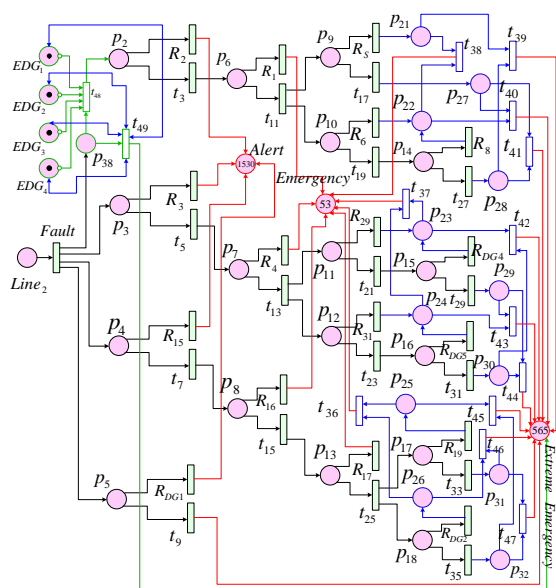 p21
t38
t39
p2
R2
p9
RS
EDG1
p6
R1
t17
t48
t3
p27
t40
EDG2
t11
p22
t49
p10
R6
R8
t41
EDG3
Alert
p14
p38
1530
t19
t27
p28
EDG4
Emergency
t37
R3
53
p23
t42
Fault
p3
R29
t5
R4
RDG4
p7
p11
p15
p29
Line2
t21
t29
t13
p24
p12
R31
t43
p4
R15
p16
RDG5
p30
t7
t23
t31
t44
p8
R16
p25
t36
t45
565
t15
p17
R19
t46
p13
R17
p5
p26
t33
p31
RDG1
t25
RDG2
t47
t9
p18
t35
p32
Extreme Emergency